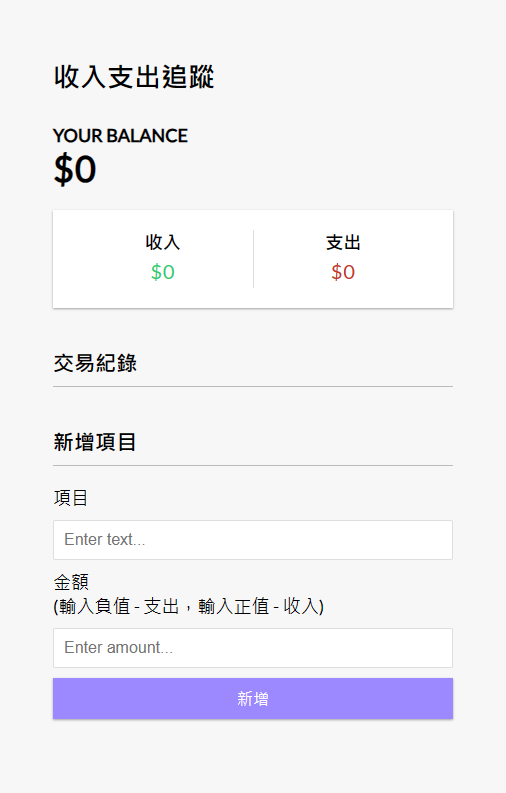 收入支出追蹤
YOUR BALANCE
$0
收入
支出
$0
$0
交易紀錄
新增項目
項目
Enter text...
金額
(輸入負值 - 支出，輸入正值 - 收入)
Enter amount...
新增